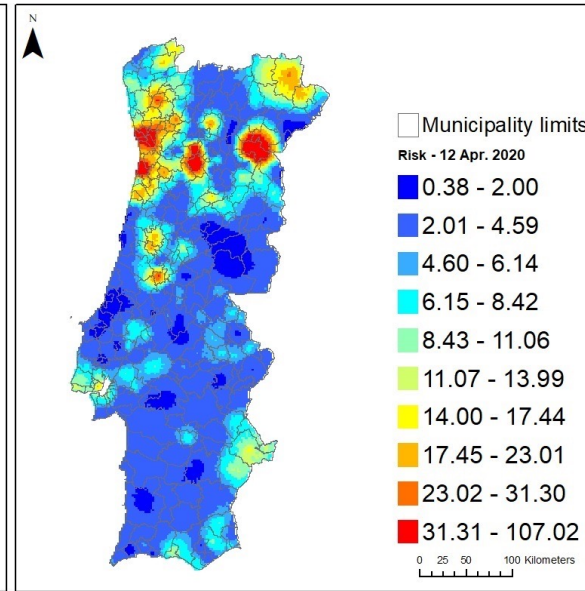 N
Municipality limits
Risk - 12 Apr. 2020
0.38 - 2.00
2.01 - 4.59
4.60 - 6.14
6.15 - 8.42
8.43 - 11.06
11.07 - 13.99
14.00 - 17.44
17.45 - 23.01
23.02 - 31.30
31.31 - 107.02
0 25 50 100 Kilometers